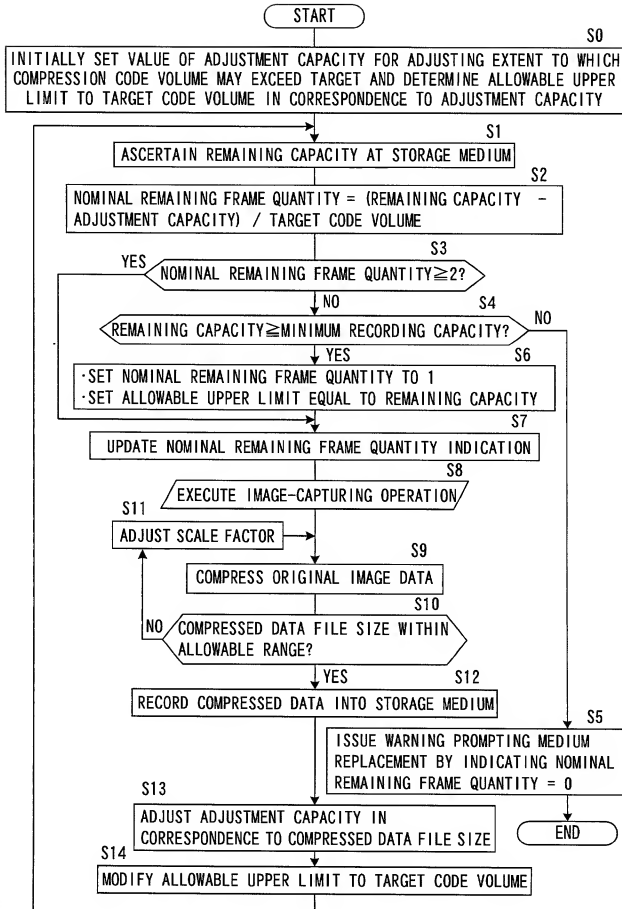 START
S0
INITIALLY SET VALUE OF ADJUSTMENT CAPACITY FOR ADJUSTING EXTENT TO WHICH
COMPRESSION CODE VOLUME MAY EXCEED TARGET AND DETERMINE ALLOWABLE UPPER
LIMIT TO TARGET CODE VOLUME IN CORRESPONDENCE TO ADJUSTMENT CAPACITY
S1
ASCERTAIN REMAINING CAPACITY AT STORAGE MEDIUM
S2
NOMINAL REMAINING FRAME QUANTITY = (REMAINING CAPACITY -
ADJUSTMENT CAPACITY) / TARGET CODE VOLUME
S3
YES
NOMINAL REMAINING FRAME QUANTITY≧2?
NO
S4
REMAINING CAPACITY≧MINIMUM RECORDING CAPACITY?
NO
YES
S6
·SET NOMINAL REMAINING FRAME QUANTITY TO 1
·SET ALLOWABLE UPPER LIMIT EQUAL TO REMAINING CAPACITY
S7
UPDATE NOMINAL REMAINING FRAME QUANTITY INDICATION
S8
EXECUTE IMAGE-CAPTURING OPERATION
S11
ADJUST SCALE FACTOR
S9
COMPRESS ORIGINAL IMAGE DATA
S10
NO
COMPRESSED DATA FILE SIZE WITHIN
ALLOWABLE RANGE?
YES
S12
RECORD COMPRESSED DATA INTO STORAGE MEDIUM
S5
ISSUE WARNING PROMPTING MEDIUM
REPLACEMENT BY INDICATING NOMINAL
REMAINING FRAME QUANTITY = 0
END
S13
ADJUST ADJUSTMENT CAPACITY IN
CORRESPONDENCE TO COMPRESSED DATA FILE SIZE
S14
MODIFY ALLOWABLE UPPER LIMIT TO TARGET CODE VOLUME